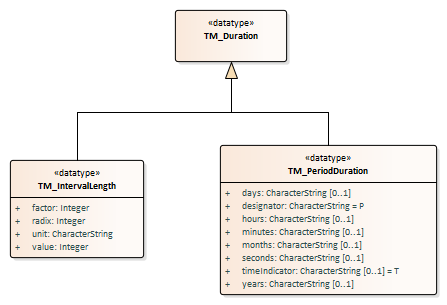 «datatype»
TM_Duration
«datatype»
TM_IntervalLength
+ factor: Integer
+ radix: Integer
+ unit: CharacterString
+ value: Integer
«datatype»
TM_PeriodDuration
+ days: CharacterString [0..1]
+ designator: CharacterString = P
+ hours: CharacterString [0..1]
+ minutes: CharacterString [0..1]
+ months: CharacterString [0..1]
+ seconds: CharacterString [0..1]
+ timeIndicator: CharacterString [0..1] = T
+ years: CharacterString [0..1]